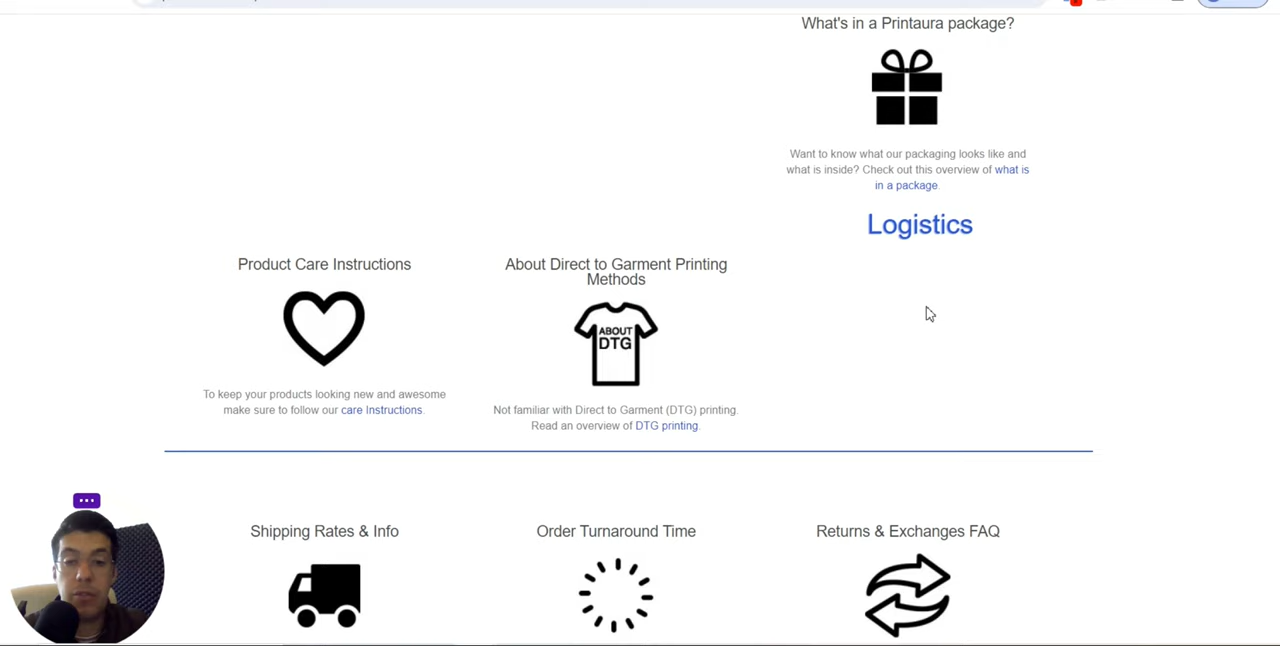 What's in a Printaura package?
Want to know what our packaging looks like and
what is inside? Check out this overview of what is
in a package.
Logistics
Product Care Instructions
To keep your products looking new and awesome
make sure to follow our care Instructions.
About Direct to Garment Printing
Methods
ABOUT
DTG
Not familiar with Direct to Garment (DTG) printing.
Read an overview of DTG printing.
Shipping Rates & Info
Order Turnaround Time
Returns & Exchanges FAQ